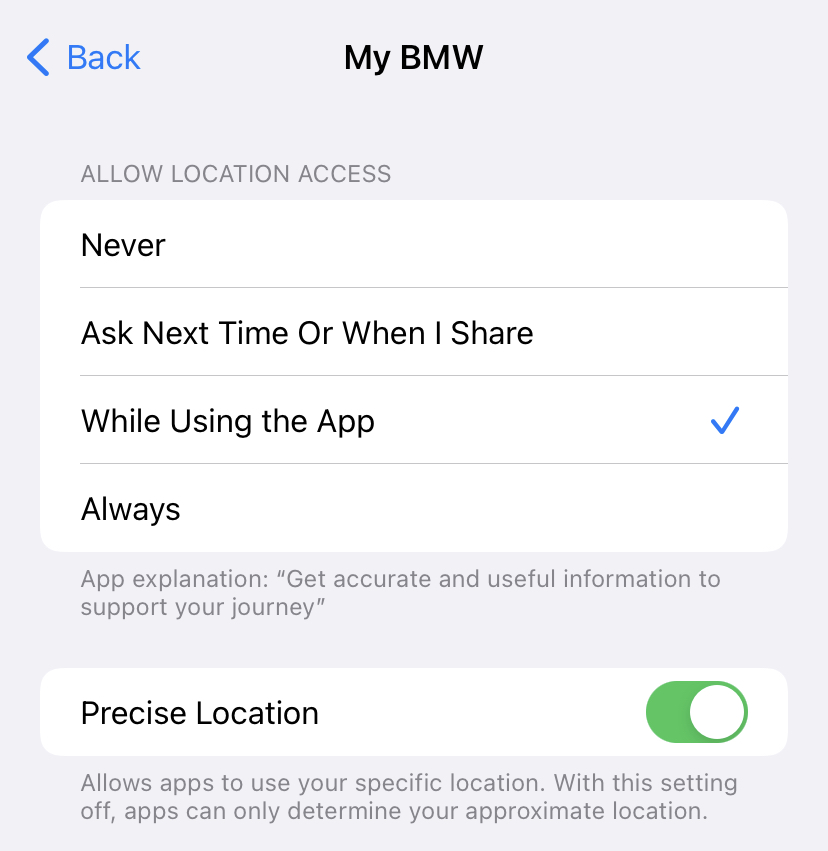 Back
My BMW
ALLOW LOCATION ACCESS
Never
Ask Next Time Or When I Share
While Using the App
Always
App explanation: “Get accurate and useful information to
support your journey”
Precise Location
Allows apps to use your specific location. With this setting
off, apps can only determine your approximate location.